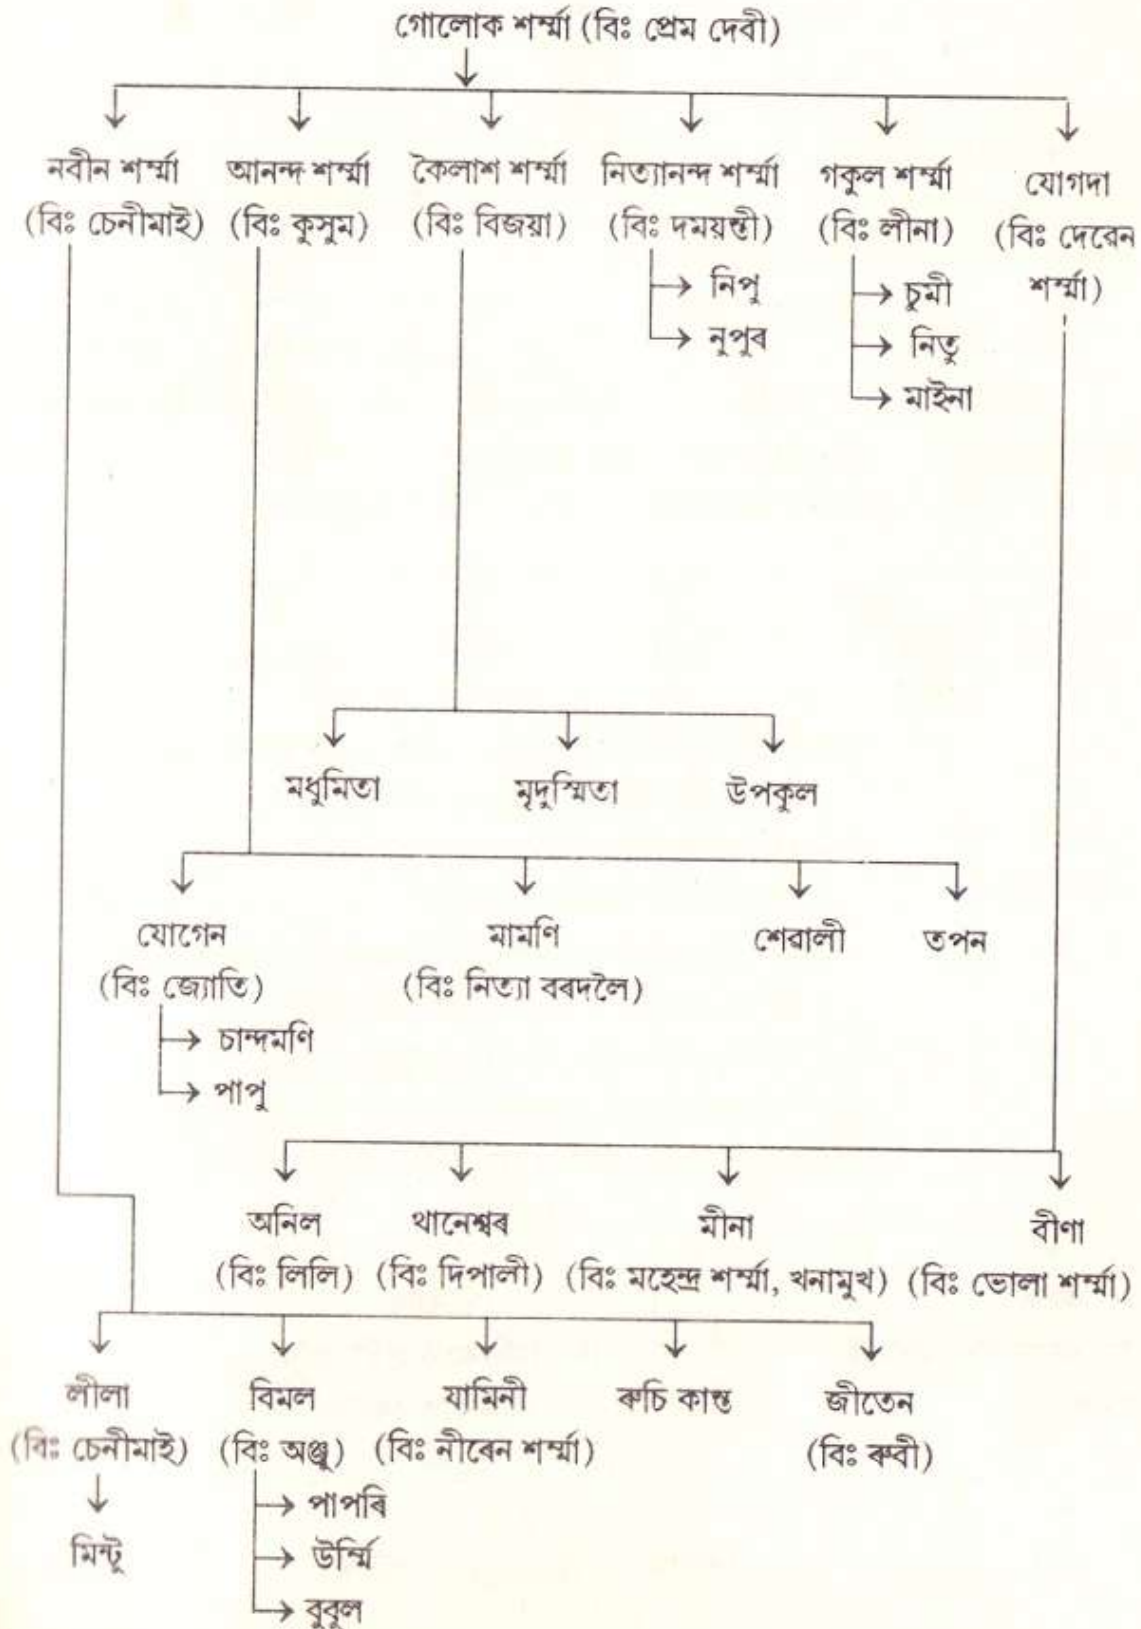 গোলোক শৰ্ম্মা (বিঃ প্ৰেম দেৱী)
নবীন শৰ্ম্মা আনন্দ শৰ্ম্মা কৈলাশ শৰ্ম্মা নিত্যানন্দ শৰ্ম্মা গকুল শৰ্ম্মা যোগদা
(বিঃ চেনীমাই) (বিঃ কুসুম) (বিঃ বিজয়া) (বিঃ দময়ন্তী) (বিঃ লীনা) (বিঃ দেৱেন
নিপু চুমী শৰ্ম্মা)
নূপুৰ নিতু
মাইনা
মধুমিতা মৃদুস্মিতা উপকুল
যোগেন মামণি শেৱালী তপন
(বিঃ জ্যোতি) (বিঃ নিত্যা বৰদলৈ)
চান্দমণি
পাপু
অনিল থানেশ্বৰ মীনা বীণা
(বিঃ লিলি) (বিঃ দিপালী) (বিঃ মহেন্দ্ৰ শৰ্ম্মা, খনামুখ) (বিঃ ভোলা শৰ্ম্মা)
লীলা বিমল যামিনী ৰুচি কান্ত জীতেন
(বিঃ চেনীমাই) (বিঃ অঞ্জু) (বিঃ নীৰেন শৰ্ম্মা) (বিঃ ৰুবী)
পাপৰি
মিন্টু উৰ্ম্মি
বুবুল